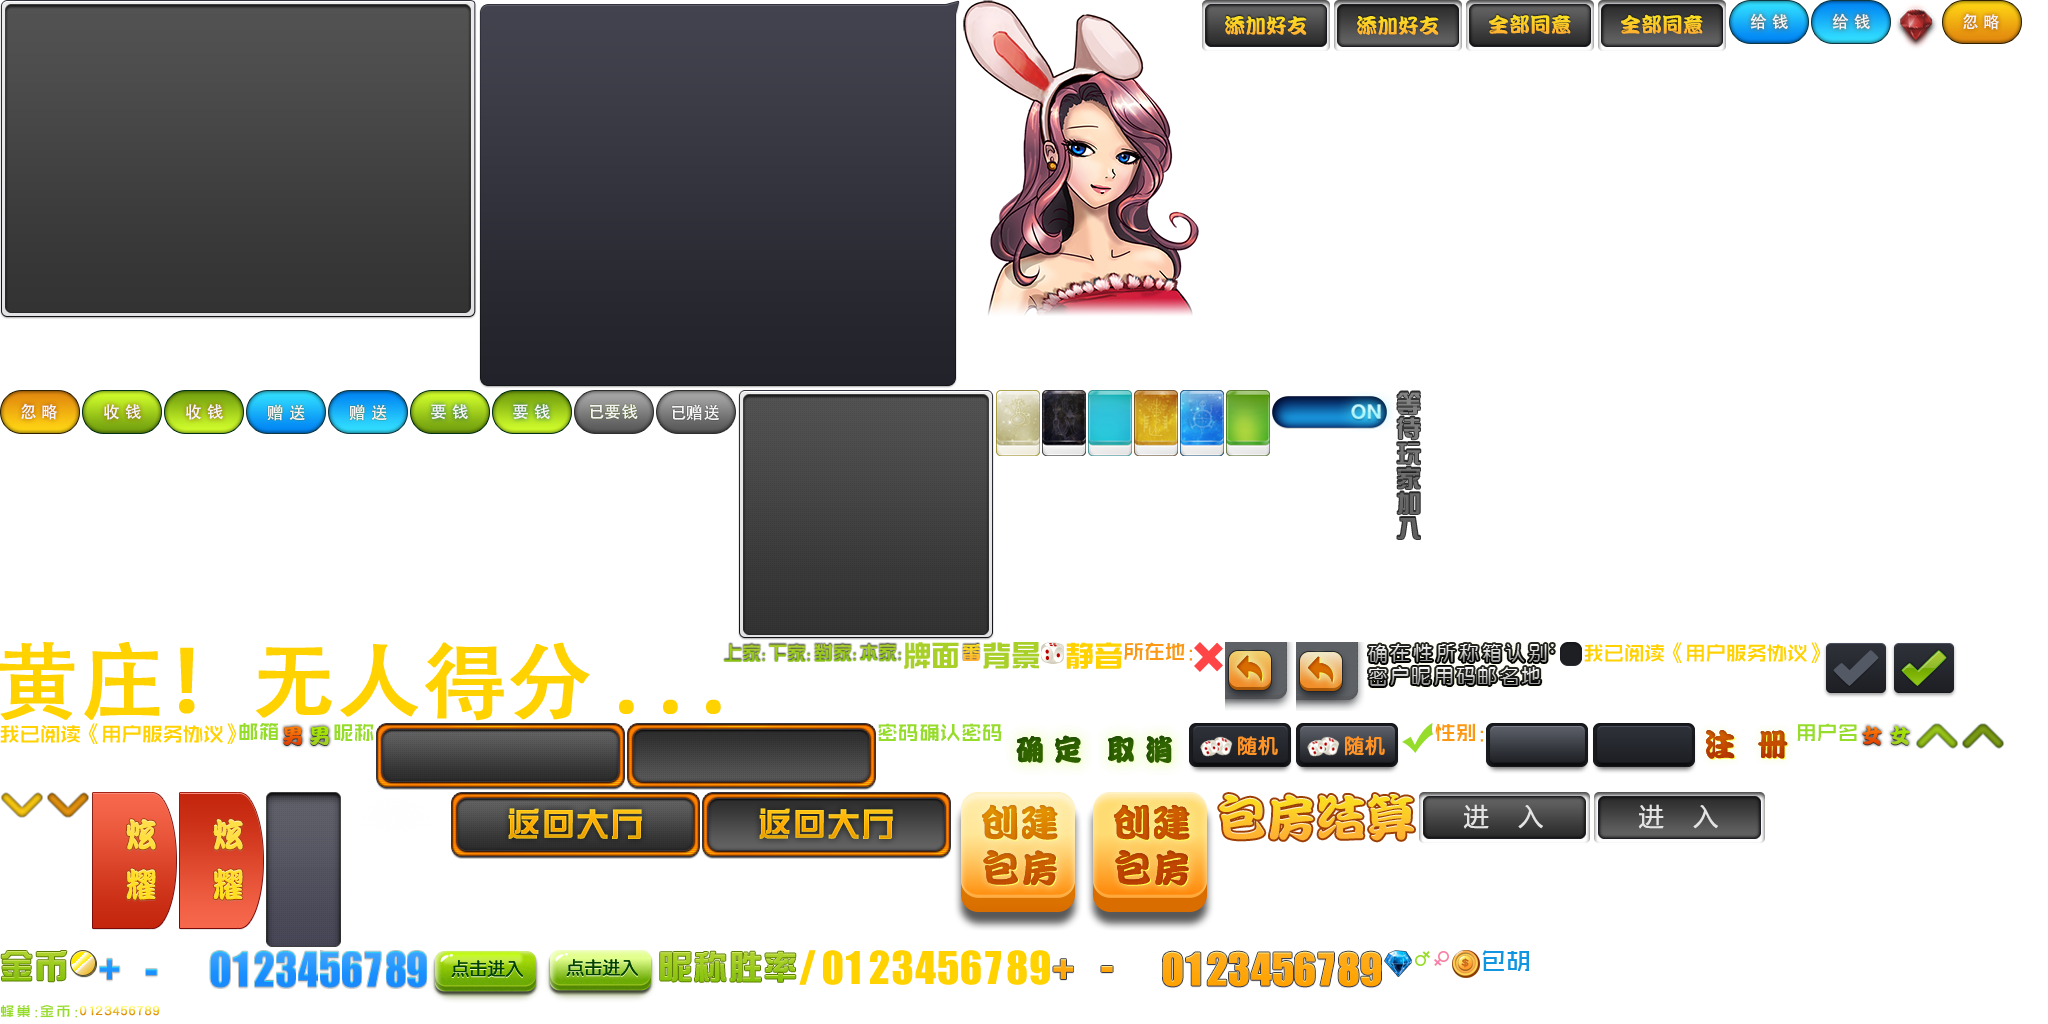 添加好友
添加好友
全部同意
全部同意
给 钱
给 钱
忽 略
忽 略
收 钱
收 钱
赠 送
赠 送
要 钱
要 钱
已要钱
已赠送
ON
等待玩家加入
黄庄！无人得分...
上家:
下家:
对家:
本家:
牌面
番
背景
静音
所在地:
确在性所称箱认别:
密户昵用码邮名地
我已阅读《用户服务协议》
我已阅读《用户服务协议》
邮箱
男
男
昵称
密码确认密码
确 定
取 消
随机
随机
性别:
注 册
用户名
女
女
炫耀
炫耀
返回大厅
返回大厅
创建包房
创建包房
包房结算
进 入
进 入
金币
+ -
0123456789
点击进入
点击进入
昵称胜率
/0123456789
+ -
0123456789
包胡
蜂巢:金币:0123456789